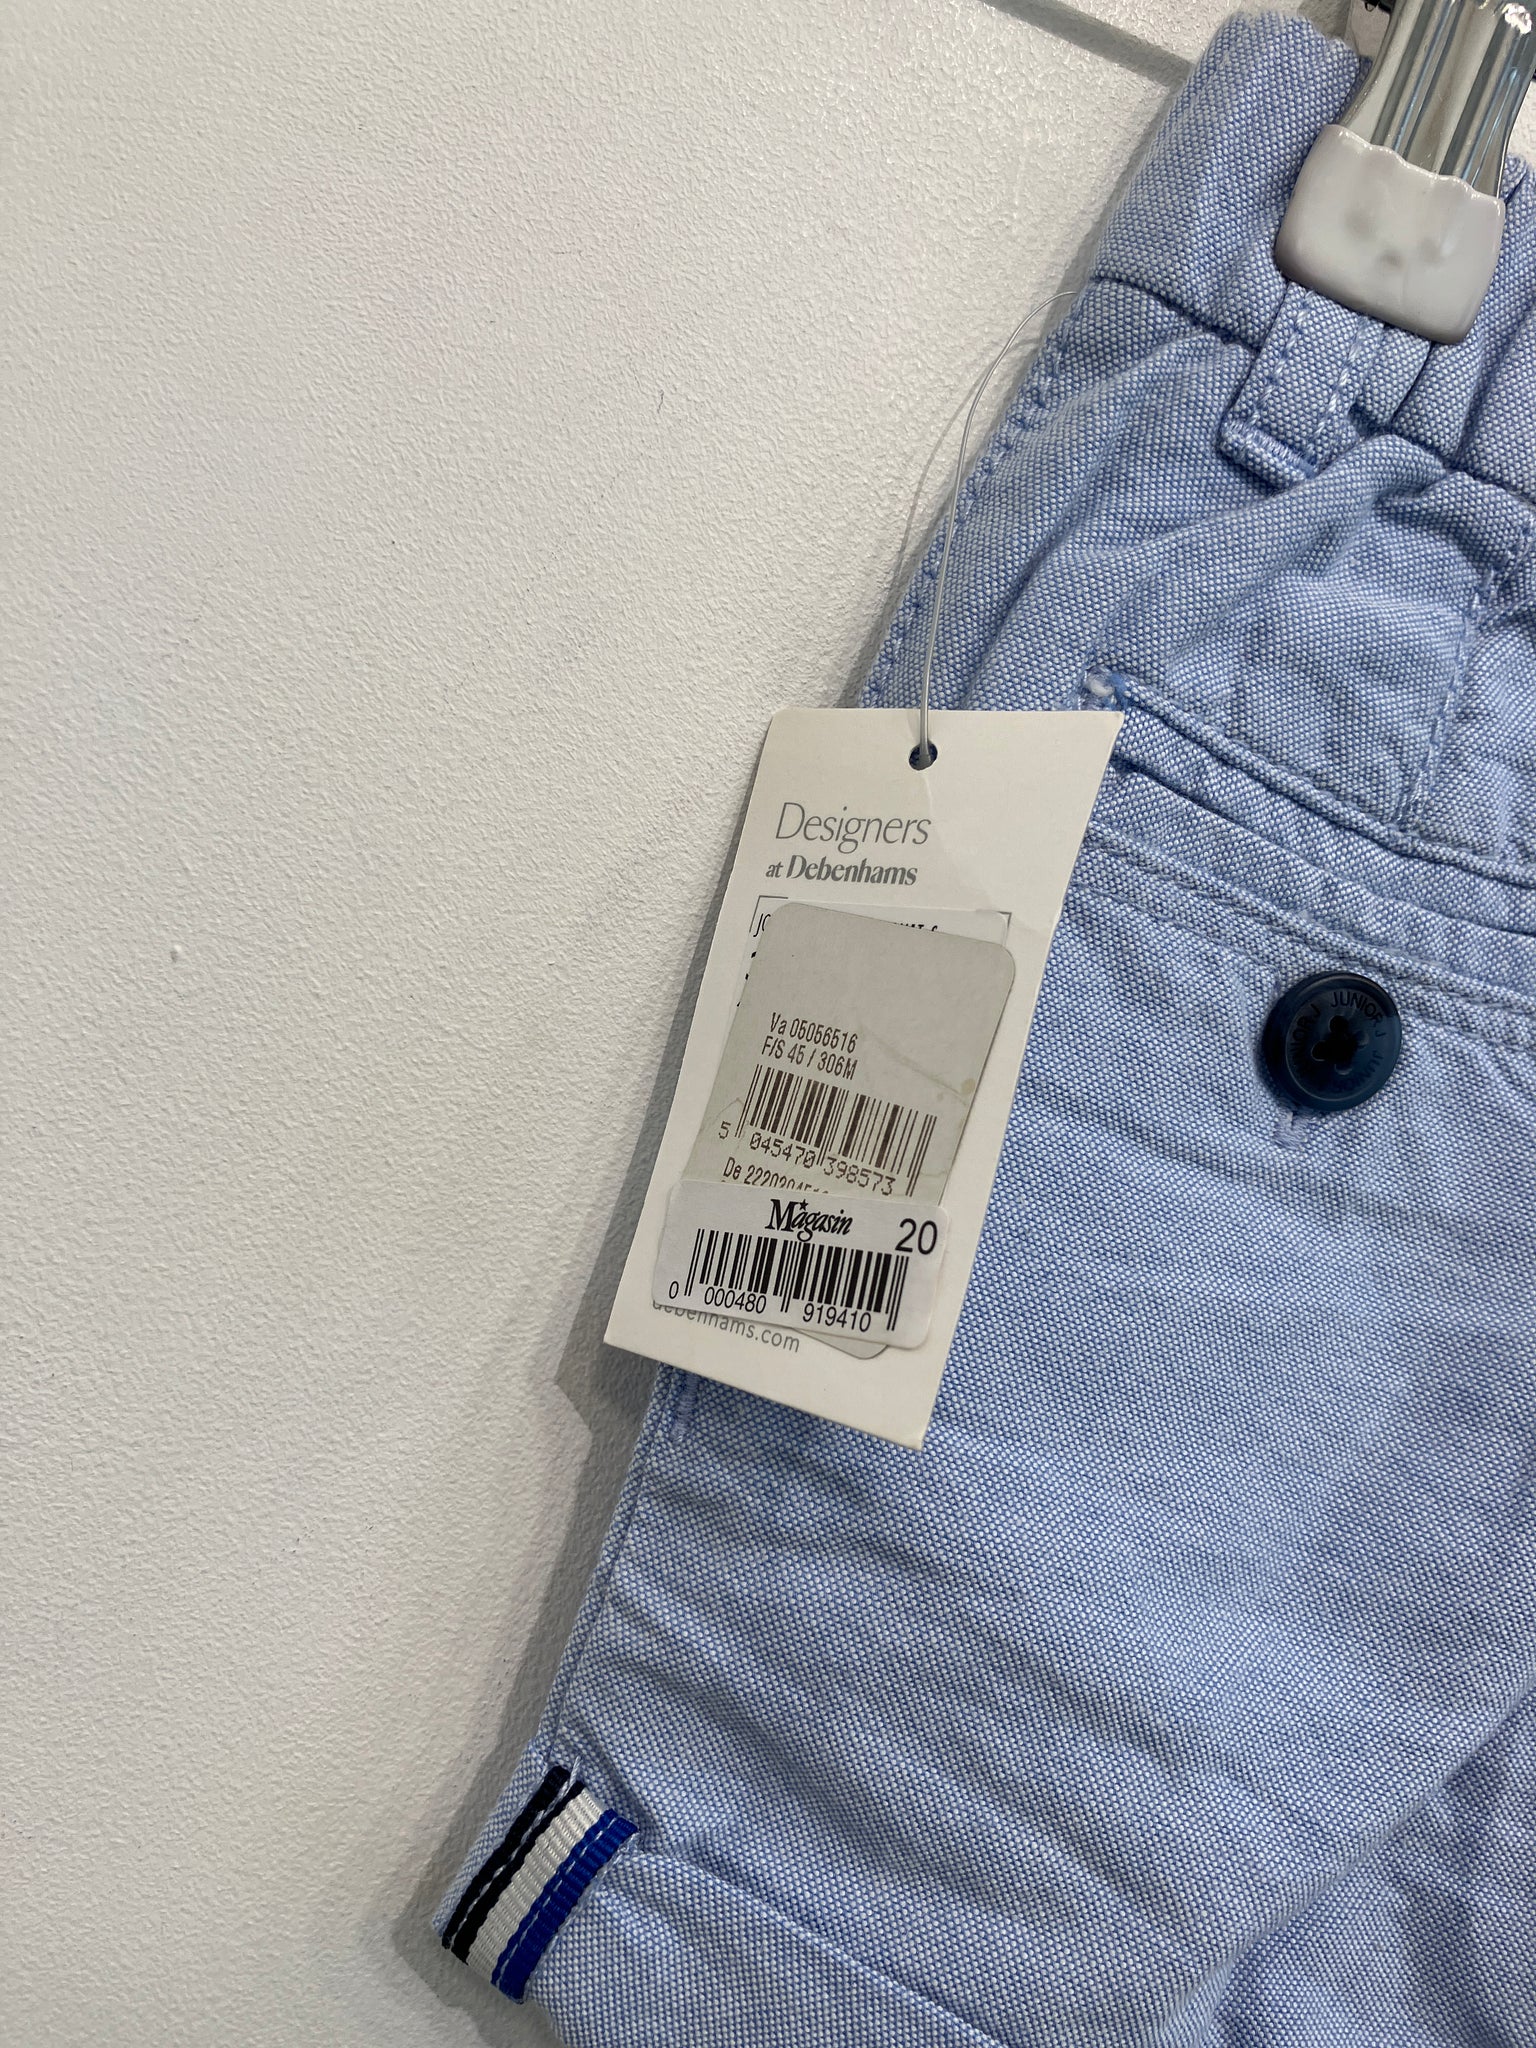 Designers
at Debenhams
Va 05056516
F/S 45 / 306M
5 045470 398573
Magasin 20
0 000480 919410
debenhams.com
JUNIOR J